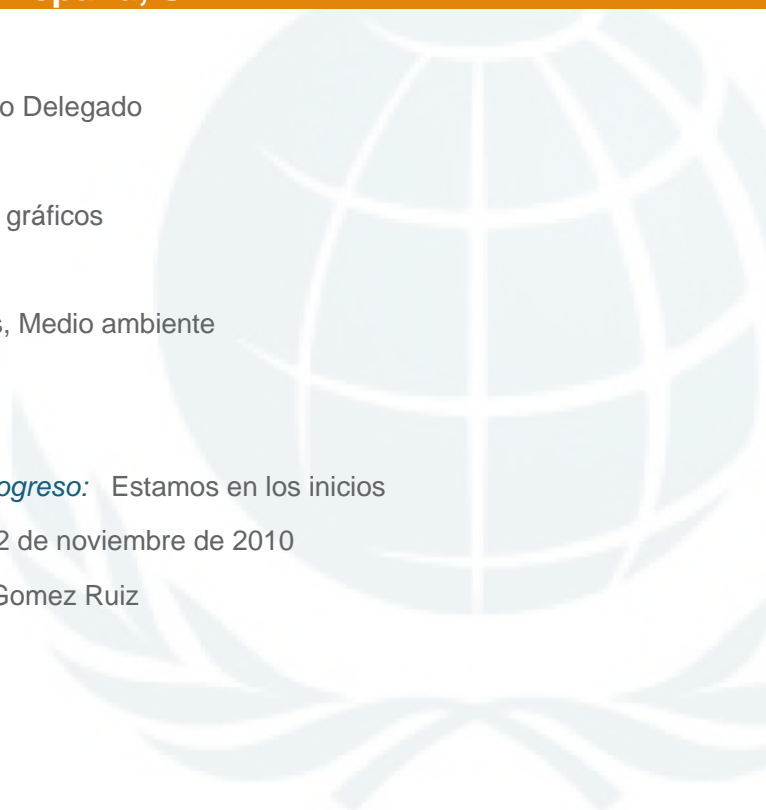 o Delegado
gráficos
, Medio ambiente
ogreso: Estamos en los inicios
2 de noviembre de 2010
Gomez Ruiz